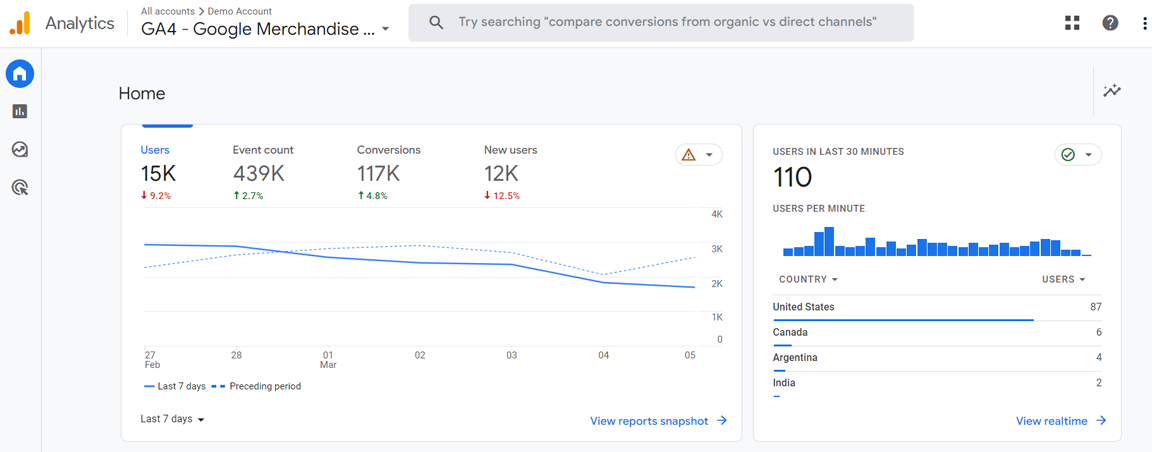 Analytics
All accounts > Demo Account
GA4 - Google Merchandise ...
Try searching "compare conversions from organic vs direct channels"
Home
Users
15K
9.2%
Event count
439K
2.7%
Conversions
117K
4.8%
New users
12K
12.5%
4K
3K
2K
1K
0
27
Feb
28
01
Mar
02
03
04
05
Last 7 days
Preceding period
Last 7 days
View reports snapshot
USERS IN LAST 30 MINUTES
110
USERS PER MINUTE
COUNTRY USERS
United States 87
Canada 6
Argentina 4
India 2
View realtime